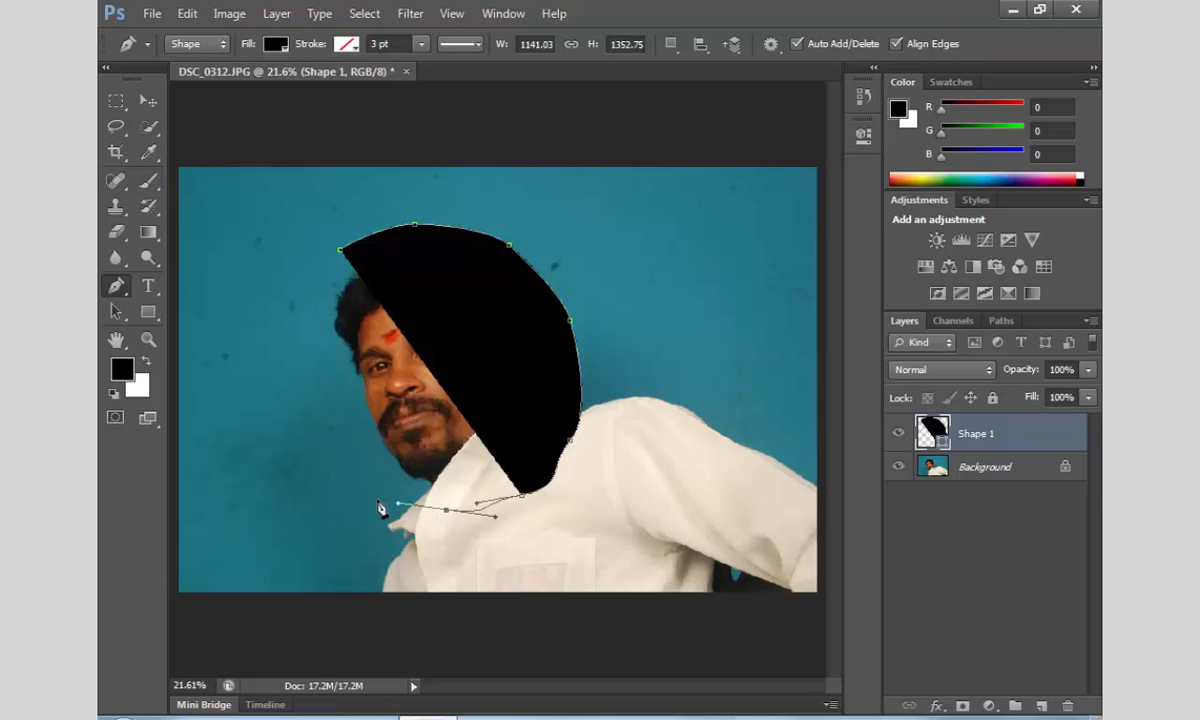 Ps File Edit Image Layer Type Select Filter View Window Help
Shape Fill: Stroke: 3 pt W: 1141.03 H: 1352.75 Auto Add/Delete Align Edges
DSC_0312.JPG @ 21.6% (Shape 1, RGB/8) * ×
Color Swatches
R 0
G 0
B 0
Adjustments Styles
Add an adjustment
Layers Channels Paths
Kind
Normal Opacity: 100%
Lock: Fill: 100%
Shape 1
Background
21.61% Doc: 17.2M/17.2M
Mini Bridge Timeline